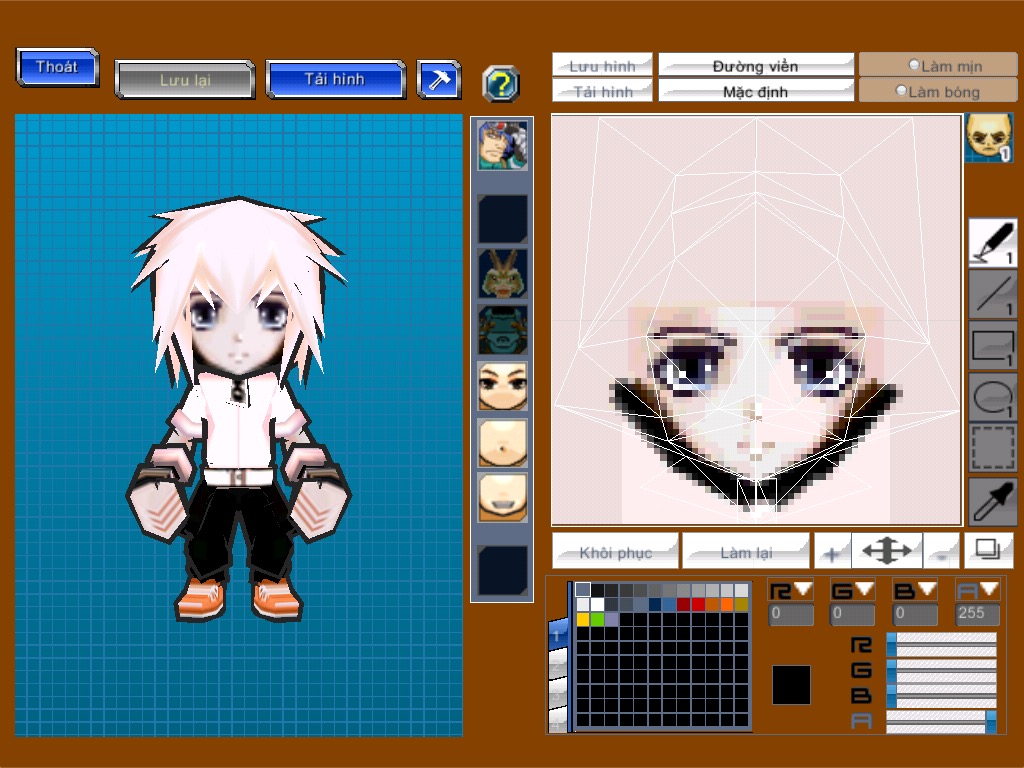 Thoát
Lưu lại
Tải hình
?
Lưu hình
Đường viền
Làm mịn
Tải hình
Mặc định
Làm bóng
1
1
1
1
1
Khôi phục
Làm lại
+
-
R G B A
0 0 0 255
1
R
G
B
A